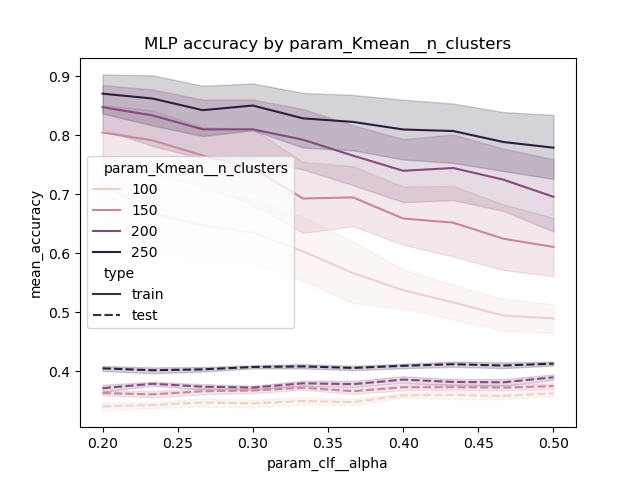 MLP accuracy by param_Kmean__n_clusters
mean_accuracy
0.9
0.8
0.7
0.6
0.5
0.4
param_Kmean__n_clusters
100
150
200
250
type
train
test
0.20 0.25 0.30 0.35 0.40 0.45 0.50
param_clf__alpha